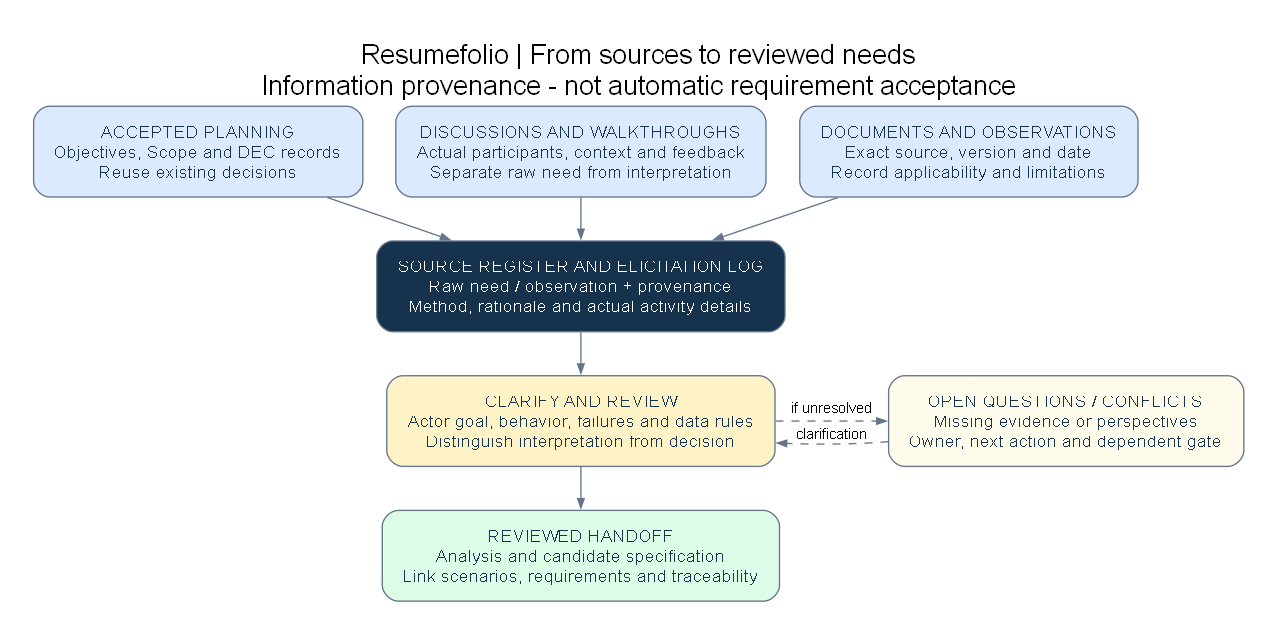 Resumefolio | From sources to reviewed needs
Information provenance - not automatic requirement acceptance
ACCEPTED PLANNING
Objectives, Scope and DEC records
Reuse existing decisions
DISCUSSIONS AND WALKTHROUGHS
Actual participants, context and feedback
Separate raw need from interpretation
DOCUMENTS AND OBSERVATIONS
Exact source, version and date
Record applicability and limitations
SOURCE REGISTER AND ELICITATION LOG
Raw need / observation + provenance
Method, rationale and actual activity details
CLARIFY AND REVIEW
Actor goal, behavior, failures and data rules
Distinguish interpretation from decision
if unresolved
clarification
OPEN QUESTIONS / CONFLICTS
Missing evidence or perspectives
Owner, next action and dependent gate
REVIEWED HANDOFF
Analysis and candidate specification
Link scenarios, requirements and traceability